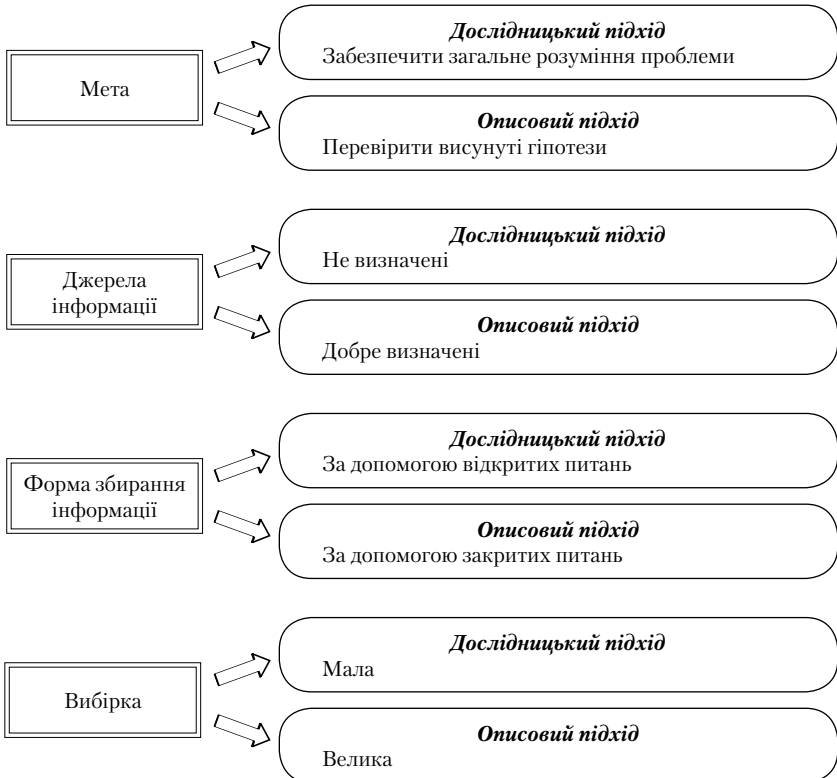 Дослідницький підхід
Забезпечити загальне розуміння проблеми
Мета
Описовий підхід
Перевірити висунуті гіпотези
Дослідницький підхід
Не визначені
Джерела
інформації
Описовий підхід
Добре визначені
Дослідницький підхід
За допомогою відкритих питань
Форма збирання
інформації
Описовий підхід
За допомогою закритих питань
Дослідницький підхід
Мала
Вибірка
Описовий підхід
Велика